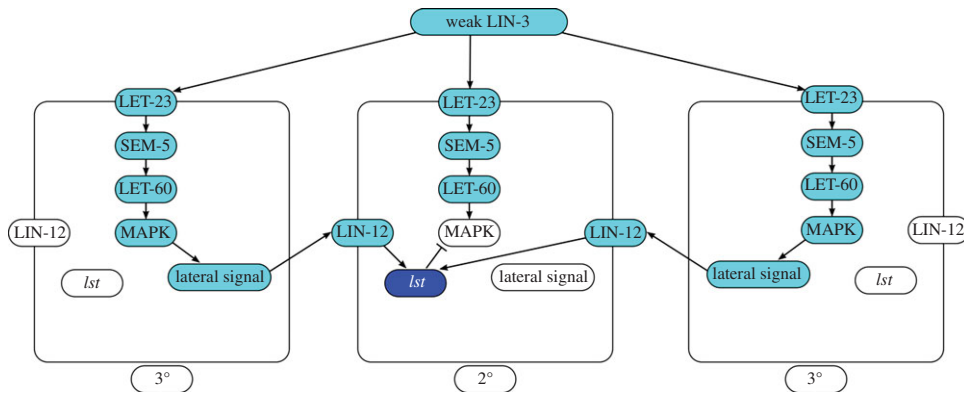 weak LIN-3
LET-23
SEM-5
LET-60
MAPK
LIN-12
lateral signal
lst
3°
LET-23
SEM-5
LET-60
MAPK
LIN-12
LIN-12
lst
lateral signal
2°
LET-23
SEM-5
LET-60
MAPK
LIN-12
lateral signal
lst
3°